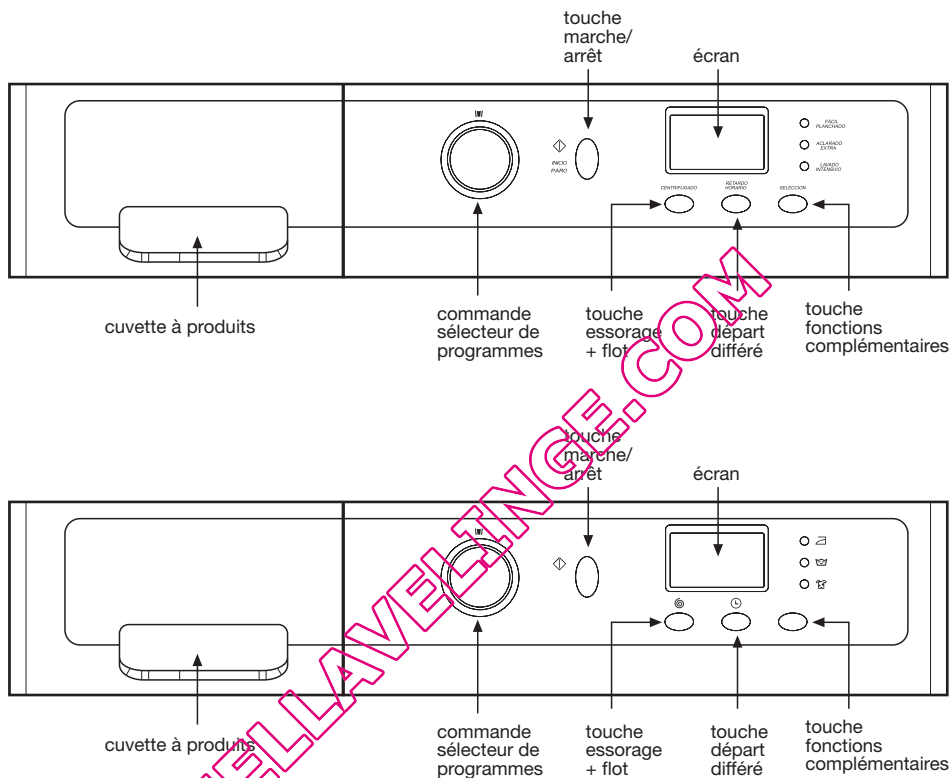 touche
marche/
arrêt
écran
FÁCIL
PLANCHADO
ACLARADO
EXTRA
LAVADO
INTENSIVO
INICIO
PARO
CENTRIFUGADO
RETARDO
HORARIO
SELECCION
cuvette à produits
commande
sélecteur de
programmes
touche
essorage
+ flot
touche
départ
différé
touche
fonctions
complémentaires
touche
marche/
arrêt
écran
cuvette à produits
commande
sélecteur de
programmes
touche
essorage
+ flot
touche
départ
différé
touche
fonctions
complémentaires
ELLAVELINGE.COM